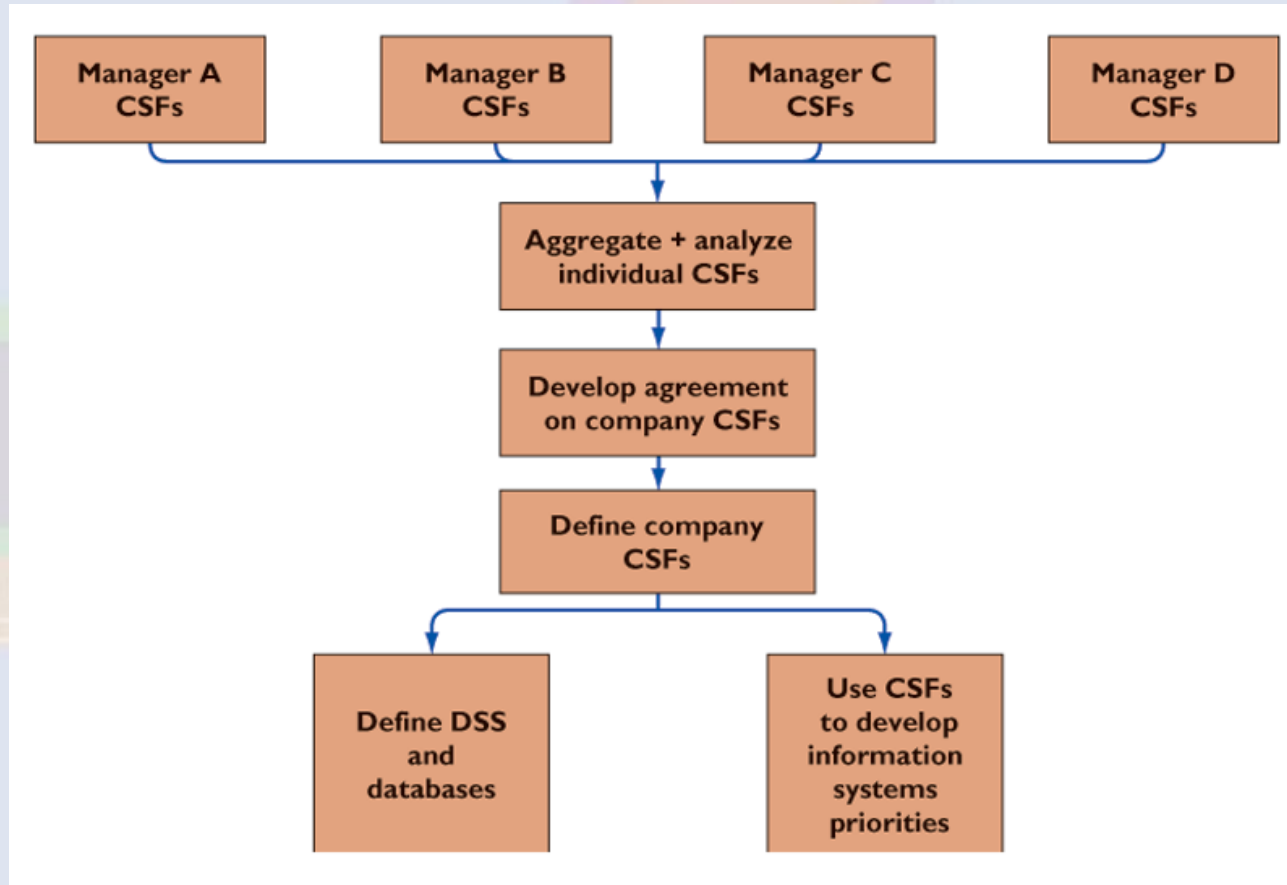 Manager A
CSFs
Manager B
CSFs
Manager C
CSFs
Manager D
CSFs
Aggregate + analyze
individual CSFs
Develop agreement
on company CSFs
Define company
CSFs
Define DSS
and
databases
Use CSFs
to develop
information
systems
priorities